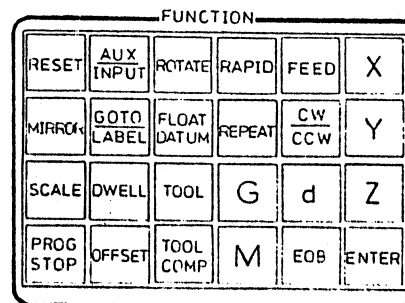 FUNCTION
RESET AUX INPUT ROTATE RAPID FEED X
MIRROR GOTO LABEL FLOAT DATUM REPEAT CW CCW Y
SCALE DWELL TOOL G d Z
PROG STOP OFFSET TOOL COMP M EOB ENTER